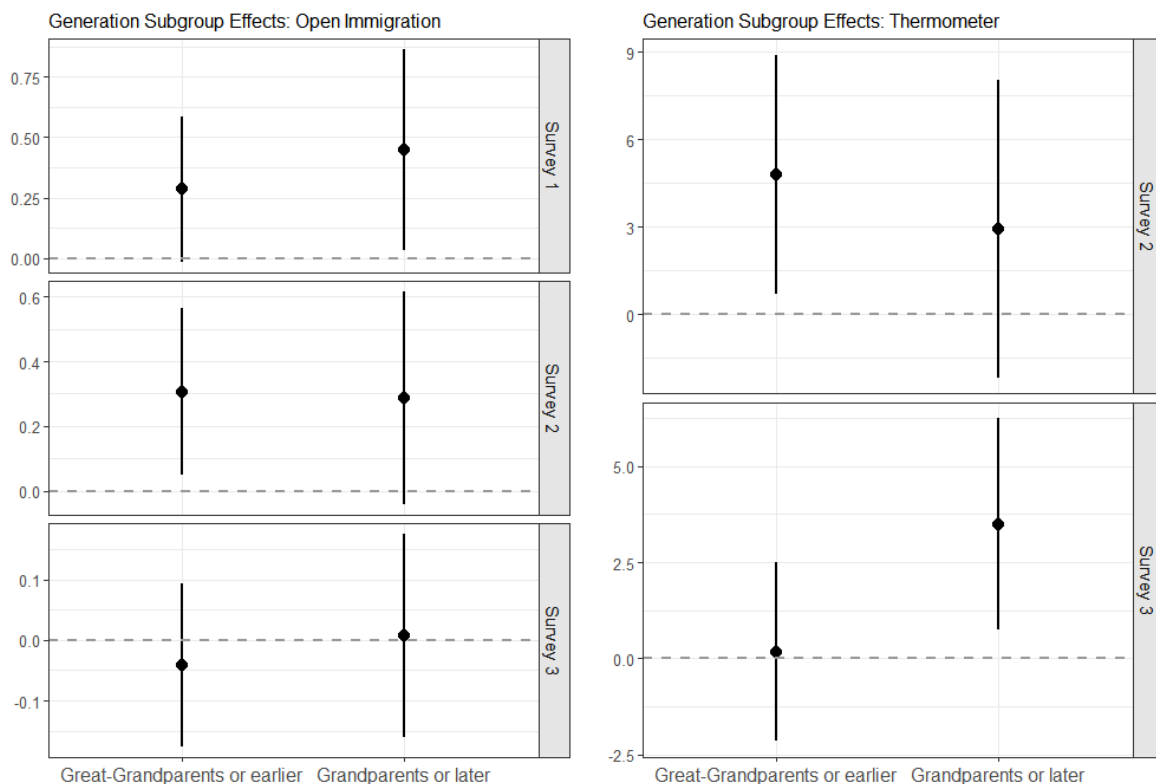 Generation Subgroup Effects: Open Immigration
0.75
0.50
0.25
0.00
Survey 1
0.6
0.4
0.2
0.0
Survey 2
0.1
0.0
-0.1
Survey 3
Great-Grandparents or earlier
Grandparents or later
Generation Subgroup Effects: Thermometer
9
6
3
0
Survey 2
5.0
2.5
0.0
-2.5
Survey 3
Great-Grandparents or earlier
Grandparents or later